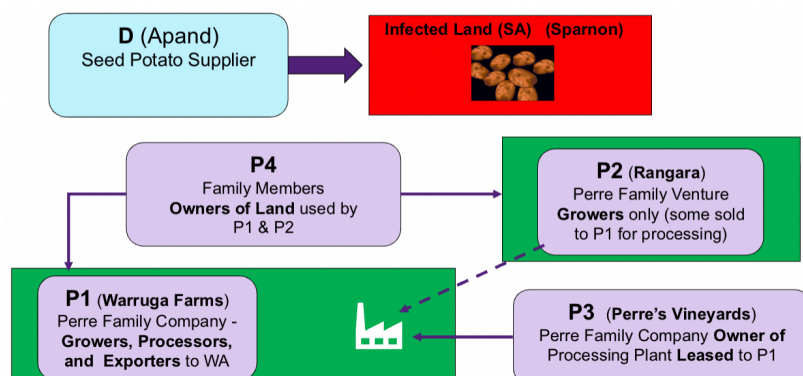 D (Apand)
Seed Potato Supplier
Infected Land (SA) (Sparnon)
P4
Family Members
Owners of Land used by
P1 & P2
P2 (Rangara)
Perre Family Venture
Growers only (some sold
to P1 for processing)
P1 (Warruga Farms)
Perre Family Company -
Growers, Processors,
and Exporters to WA
P3 (Perre's Vineyards)
Perre Family Company Owner of
Processing Plant Leased to P1